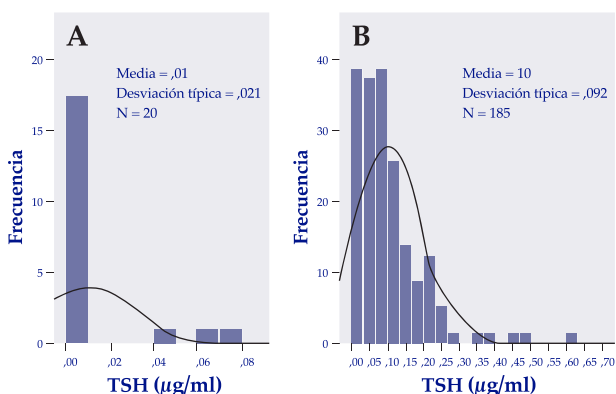 A
Media = ,01
Desviación típica = ,021
N = 20
Frecuencia
20
15
10
5
0
,00 ,02 ,04 ,06 ,08
TSH (µg/ml)
B
Media = 10
Desviación típica = ,092
N = 185
Frecuencia
40
30
20
10
0
,00 ,05 ,10 ,15 ,20 ,25 ,30 ,35 ,40 ,45 ,50 ,55 ,60 ,65 ,70
TSH (µg/ml)